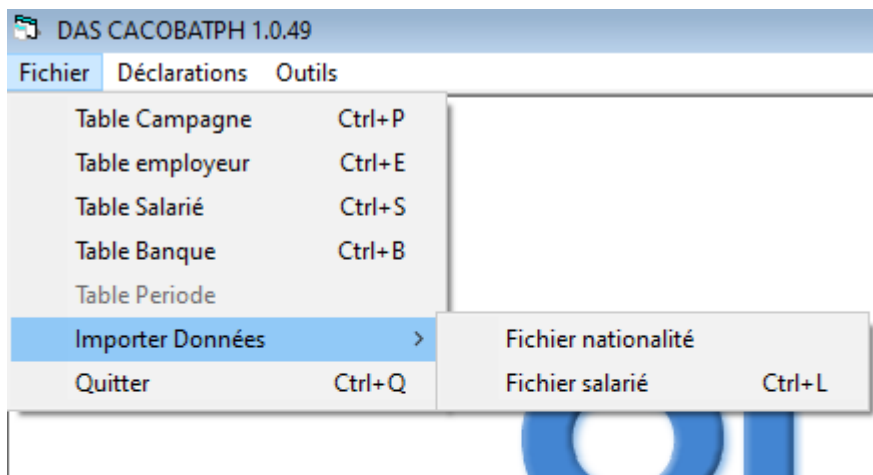 DAS CACOBATPH 1.0.49
Fichier Déclarations Outils
Table Campagne Ctrl+P
Table employeur Ctrl+E
Table Salarié Ctrl+S
Table Banque Ctrl+B
Table Periode
Importer Données > Fichier nationalité
Quitter Ctrl+Q Fichier salarié Ctrl+L